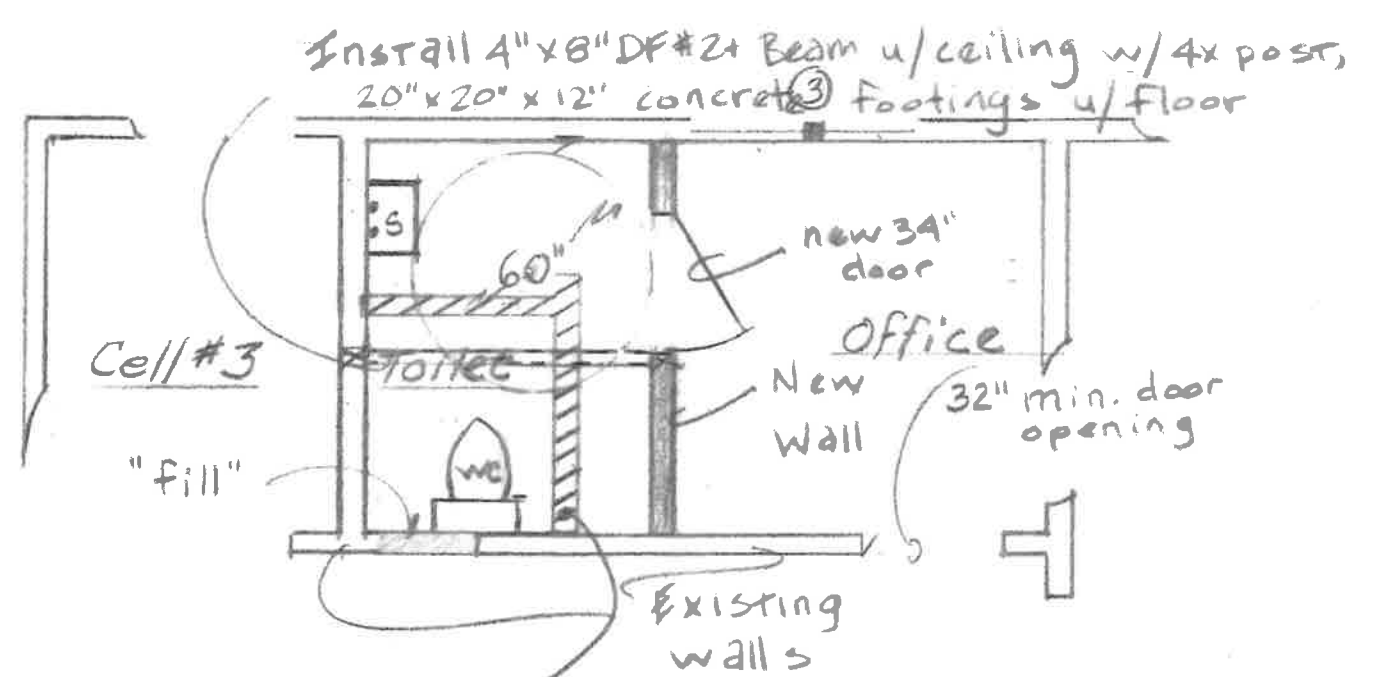 Install 4"x8" DF #2+ Beam u/ceiling w/ 4x post,
20"x20"x12" concrete footings u/floor
3
S
60"
new 34"
door
Office
Cell #3
Toilet
32" min. door
opening
New
Wall
"fill"
WC
Existing
walls